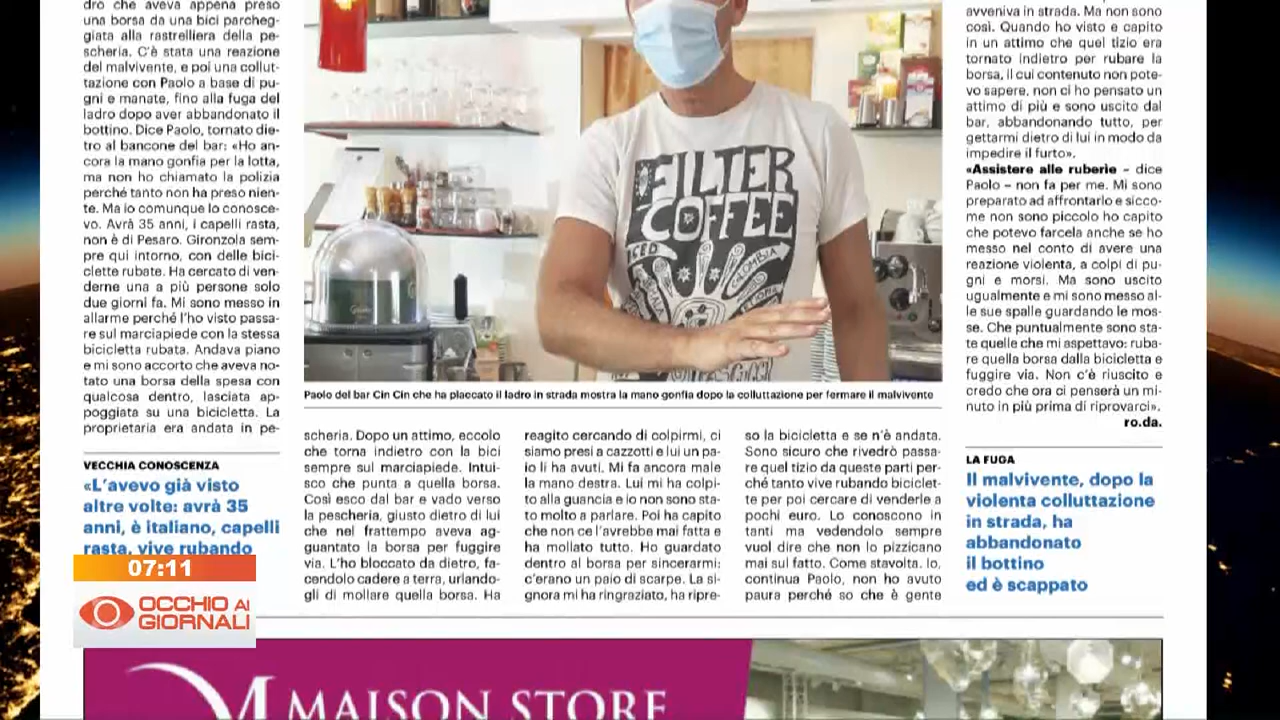 dro che aveva appena preso
una borsa da una bici parcheg-
giata alla rastrelliera della pe-
scheria. C'è stata una reazione
del malvivente, e poi una collut-
tazione con Paolo a base di pu-
gni e manate, fino alla fuga del
ladro dopo aver abbandonato il
bottino. Dice Paolo, tornato die-
tro al bancone del bar: «Ho an-
cora la mano gonfia per la lotta,
ma non ho chiamato la polizia
perché tanto non ha preso nien-
te. Ma io comunque lo conosce-
vo. Avrà 35 anni, i capelli rasta,
non è di Pesaro. Gironzola sem-
pre qui intorno, con delle bici-
clette rubate. Ha cercato di ven-
derne una a più persone solo
due giorni fa. Mi sono messo in
allarme perché l'ho visto passa-
re sul marciapiede con la stessa
bicicletta rubata. Andava piano
e mi sono accorto che aveva no-
tato una borsa della spesa con
qualcosa dentro, lasciata ap-
poggiata su una bicicletta. La
proprietaria era andata in pe-
VECCHIA CONOSCENZA
«L'avevo già visto
altre volte: avrà 35
anni, è italiano, capelli
rasta, vive rubando
07:11
OCCHIO AI
GIORNALI
FILTER
COFFEE
ICED
COLOMBIA
Paolo del bar Cin Cin che ha placcato il ladro in strada mostra la mano gonfia dopo la colluttazione per fermare il malvivente
scheria. Dopo un attimo, eccolo
che torna indietro con la bici
sempre sul marciapiede. Intui-
sco che punta a quella borsa.
Così esco dal bar e vado verso
la pescheria, giusto dietro di lui
che nel frattempo aveva ag-
guantato la borsa per fuggire
via. L'ho bloccato da dietro, fa-
cendolo cadere a terra, urlando-
gli di mollare quella borsa. Ha
reagito cercando di colpirmi, ci
siamo presi a cazzotti e lui un pa-
io li ha avuti. Mi fa ancora male
la mano destra. Lui mi ha colpi-
to alla guancia e io non sono sta-
to molto a parlare. Poi ha capito
che non ce l'avrebbe mai fatta e
ha mollato tutto. Ho guardato
dentro al borsa per sincerarmi:
c'erano un paio di scarpe. La si-
gnora mi ha ringraziato, ha ripre-
so la bicicletta e se n'è andata.
Sono sicuro che rivedrò passa-
re quel tizio da queste parti per-
ché tanto vive rubando biciclet-
te per poi cercare di venderle a
pochi euro. Lo conoscono in
tanti ma vedendolo sempre
vuol dire che non lo pizzicano
mai sul fatto. Come stavolta. Io,
continua Paolo, non ho avuto
paura perché so che è gente
avveniva in strada. Ma non sono
così. Quando ho visto e capito
in un attimo che quel tizio era
tornato indietro per rubare la
borsa, il cui contenuto non pote-
vo sapere, non ci ho pensato un
attimo di più e sono uscito dal
bar, abbandonando tutto, per
gettarmi dietro di lui in modo da
impedire il furto».
«Assistere alle ruberie – dice
Paolo – non fa per me. Mi sono
preparato ad affrontarlo e sicco-
me non sono piccolo ho capito
che potevo farcela anche se ho
messo nel conto di avere una
reazione violenta, a colpi di pu-
gni e morsi. Ma sono uscito
ugualmente e mi sono messo al-
le sue spalle guardando le mos-
se. Che puntualmente sono sta-
te quelle che mi aspettavo: ruba-
re quella borsa dalla bicicletta e
fuggire via. Non c'è riuscito e
credo che ora ci penserà un mi-
nuto in più prima di riprovarci».
ro.da.
LA FUGA
Il malvivente, dopo la
violenta colluttazione
in strada, ha
abbandonato
il bottino
ed è scappato
MAISON STORE